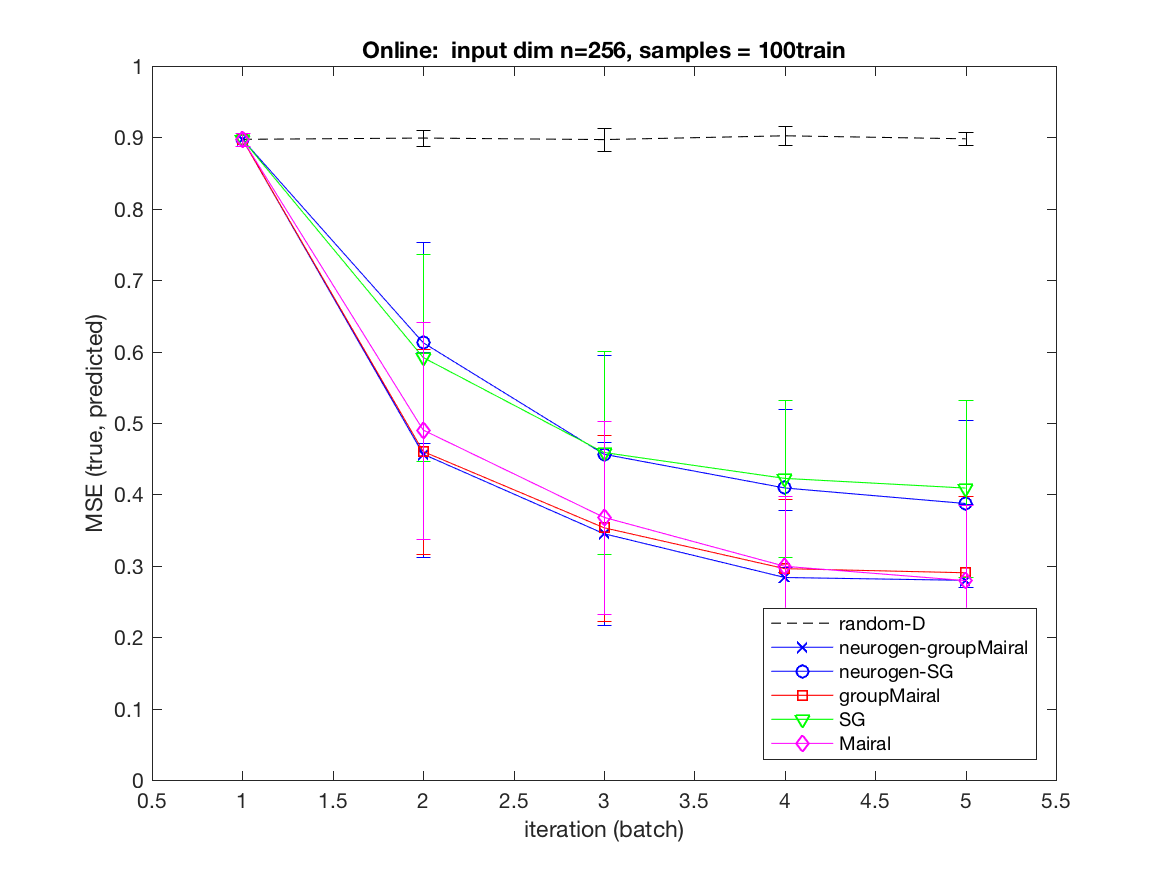 Online:  input dim n=256, samples = 100train
1
0.9
0.8
0.7
0.6
0.5
0.4
0.3
0.2
0.1
0
MSE (true, predicted)
random-D
neurogen-groupMairal
neurogen-SG
groupMairal
SG
Mairal
0.5 1 1.5 2 2.5 3 3.5 4 4.5 5 5.5
iteration (batch)